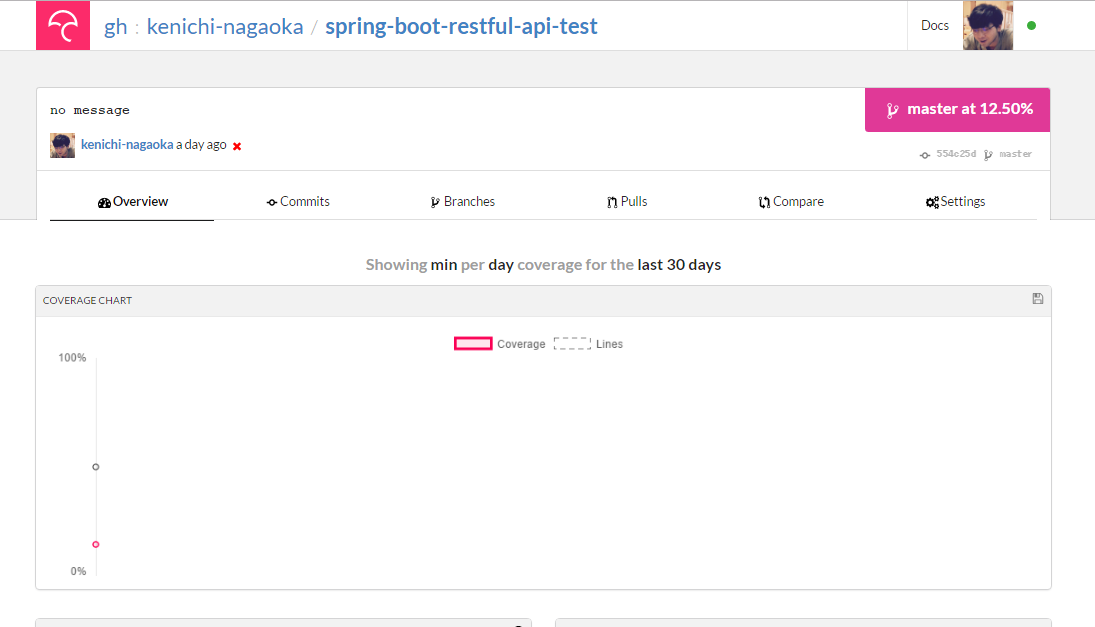 gh : kenichi-nagaoka / spring-boot-restful-api-test
Docs
no message
master at 12.50%
kenichi-nagaoka a day ago
554c25d master
Overview
Commits
Branches
Pulls
Compare
Settings
Showing min per day coverage for the last 30 days
COVERAGE CHART
Coverage
Lines
100%
0%